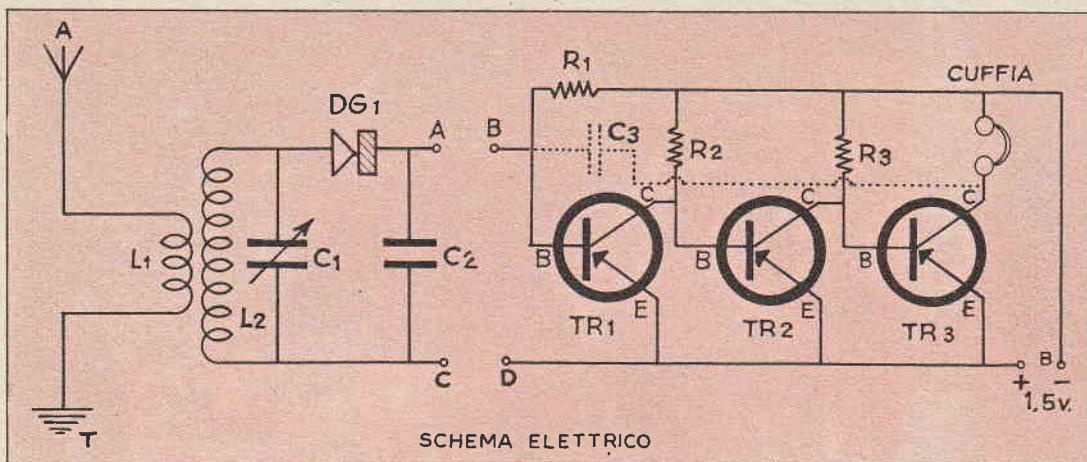 A
DG1
A
L1
L2
C1
C2
C
T
R1
CUFFIA
B
C3
R2
R3
C
C
C
B
B
B
E
E
E
TR1
TR2
TR3
D
+
B
−
1,5v.
SCHEMA ELETTRICO